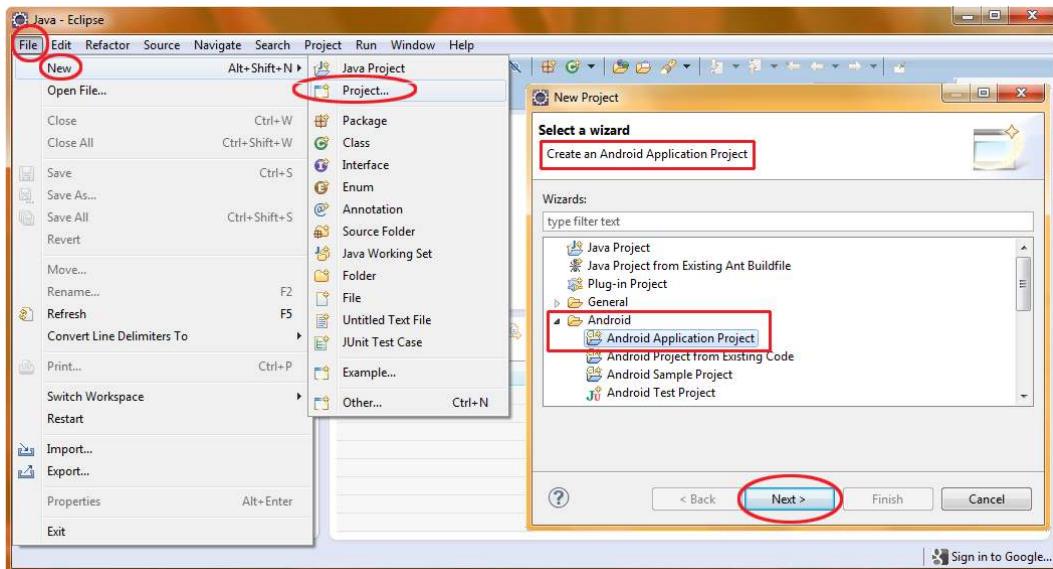 Java - Eclipse
File Edit Refactor Source Navigate Search Project Run Window Help
New Alt+Shift+N
Open File...
Close Ctrl+W
Close All Ctrl+Shift+W
Save Ctrl+S
Save As...
Save All Ctrl+Shift+S
Revert
Move...
Rename... F2
Refresh F5
Convert Line Delimiters To
Print... Ctrl+P
Switch Workspace
Restart
Import...
Export...
Properties Alt+Enter
Exit
Java Project
Project...
Package
Class
Interface
Enum
Annotation
Source Folder
Java Working Set
Folder
File
Untitled Text File
JUnit Test Case
Example...
Other... Ctrl+N
New Project
Select a wizard
Create an Android Application Project
Wizards:
type filter text
Java Project
Java Project from Existing Ant Buildfile
Plug-in Project
General
Android
Android Application Project
Android Project from Existing Code
Android Sample Project
Android Test Project
< Back Next > Finish Cancel
Sign in to Google...